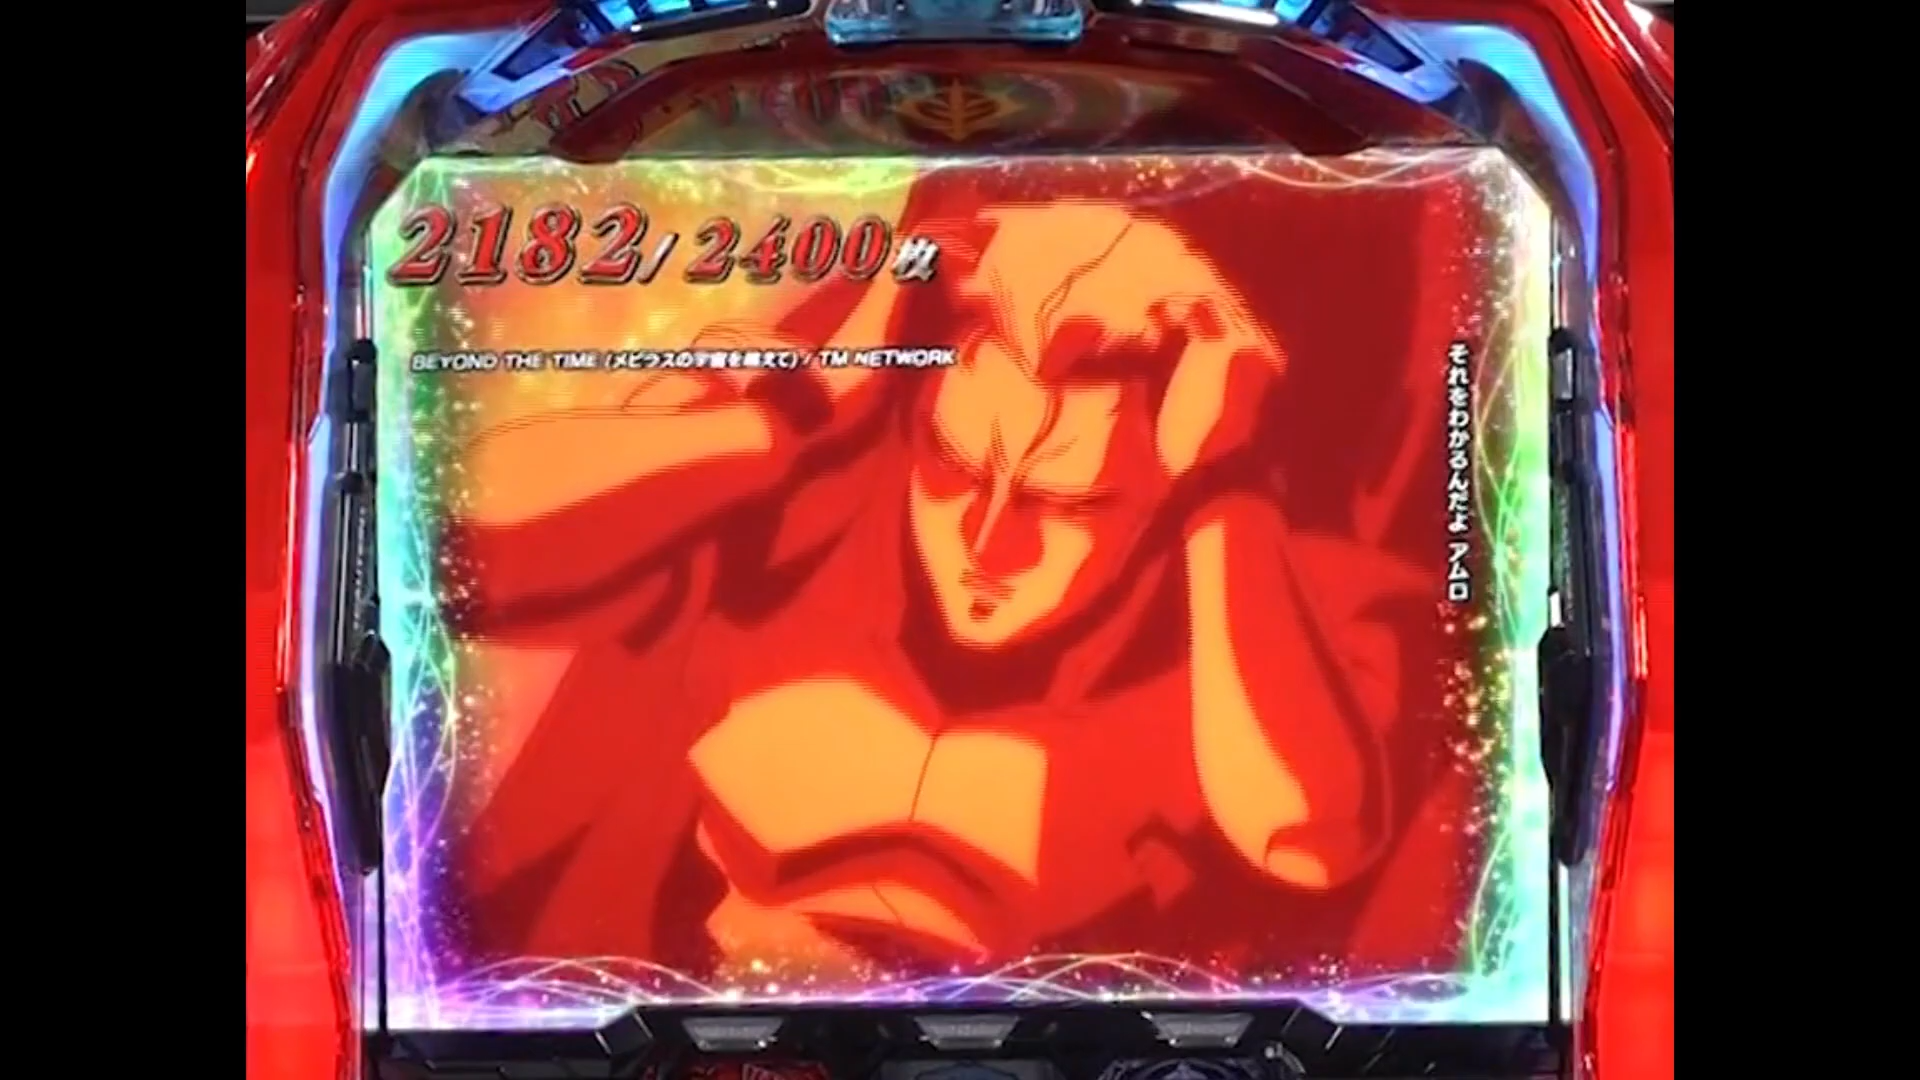 2182/2400枚
BEYOND THE TIME (メビウスの宇宙を越えて) / TM NETWORK
それをわかるんだよ アムロ